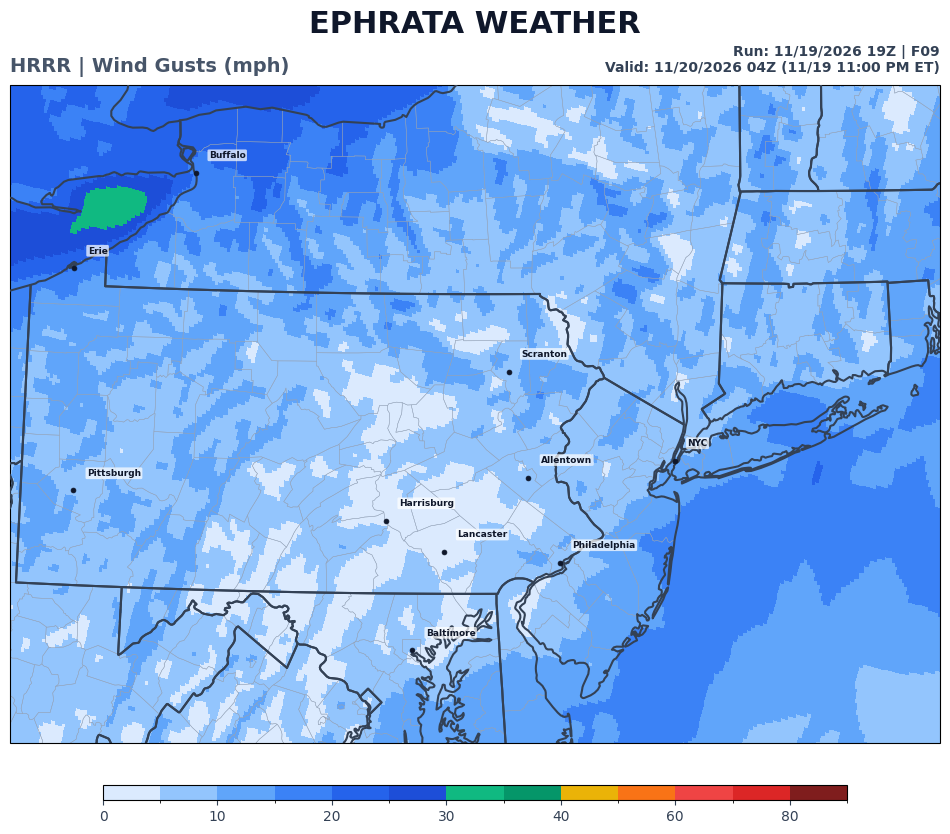 EPHRATA WEATHER
HRRR | Wind Gusts (mph)
Run: 11/19/2026 19Z | F09
Valid: 11/20/2026 04Z (11/19 11:00 PM ET)
Buffalo
Erie
Scranton
NYC
Allentown
Pittsburgh
Harrisburg
Lancaster
Philadelphia
Baltimore
0 10 20 30 40 50 60 70 80